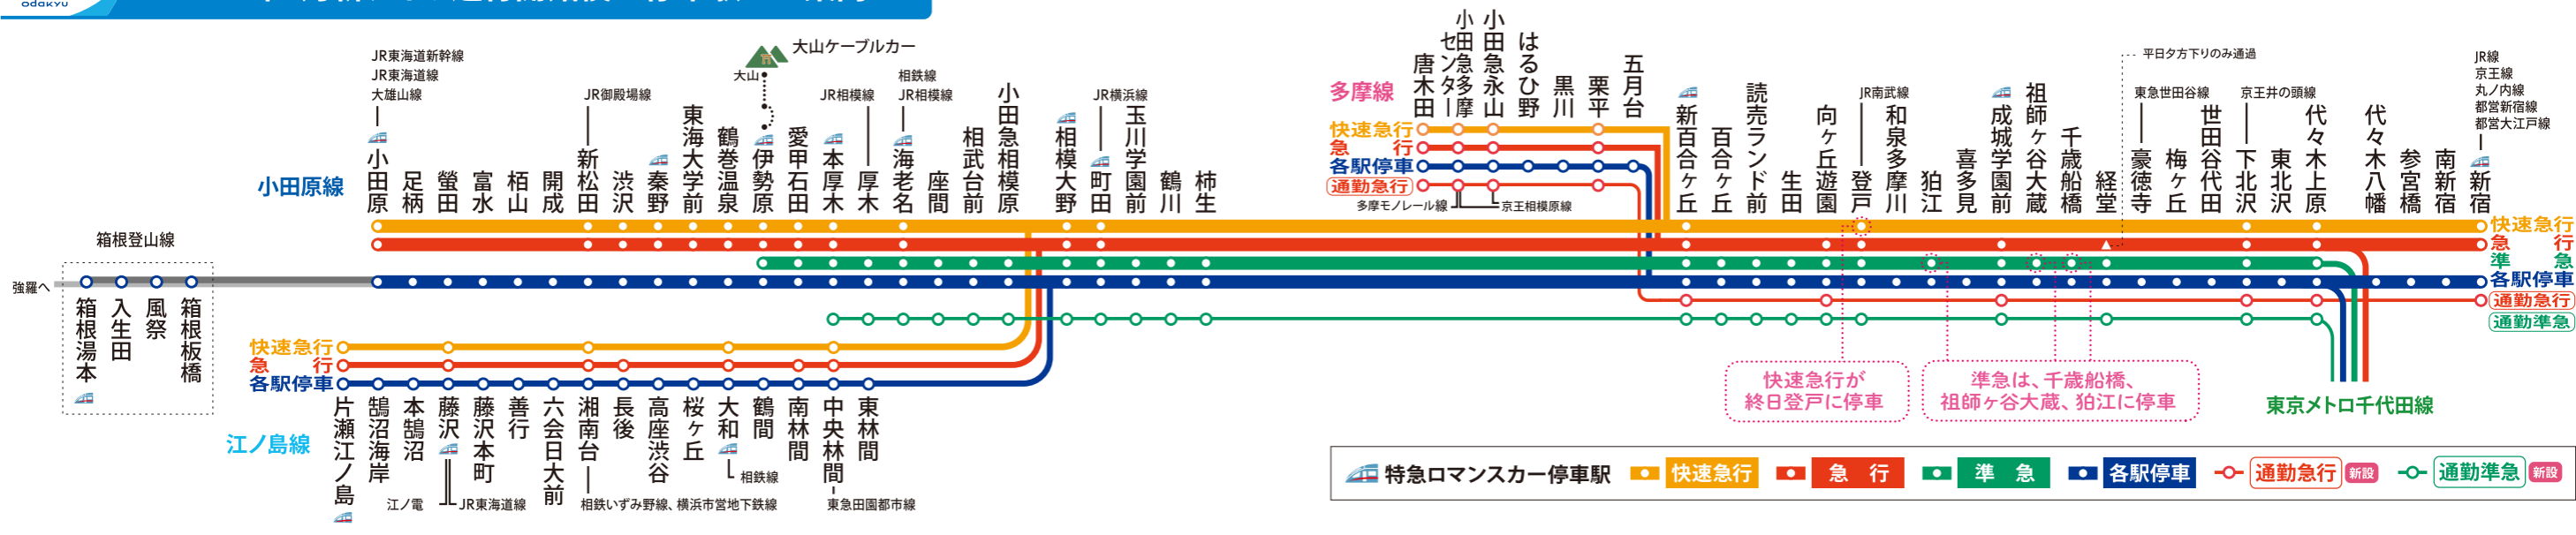 odakyu
JR東海道新幹線
JR東海道線
大雄山線
JR御殿場線
大山ケーブルカー
大山
JR相模線
相鉄線
JR相模線
JR横浜線
小田原線
小田原
足柄
螢田
富水
栢山
開成
新松田
渋沢
秦野
東海大学前
鶴巻温泉
伊勢原
愛甲石田
本厚木
厚木
海老名
座間
相武台前
小田急相模原
相模大野
町田
玉川学園前
鶴川
柿生
多摩線
唐木田
小田急多摩センター
小田急永山
はるひ野
黒川
栗平
五月台
快速急行
急行
各駅停車
通勤急行
多摩モノレール線
京王相模原線
新百合ヶ丘
百合ヶ丘
読売ランド前
生田
向ヶ丘遊園
登戸
JR南武線
和泉多摩川
狛江
喜多見
成城学園前
祖師ヶ谷大蔵
千歳船橋
経堂
平日夕方下りのみ通過
東急世田谷線
豪徳寺
梅ヶ丘
世田谷代田
京王井の頭線
下北沢
東北沢
代々木上原
代々木八幡
参宮橋
南新宿
新宿
JR線
京王線
丸ノ内線
都営新宿線
都営大江戸線
快速急行
急行
準急
各駅停車
通勤急行
通勤準急
箱根登山線
強羅へ
箱根湯本
入生田
風祭
箱根板橋
快速急行
急行
各駅停車
江ノ島線
片瀬江ノ島
鵠沼海岸
本鵠沼
藤沢
藤沢本町
善行
六会日大前
湘南台
長後
高座渋谷
桜ヶ丘
大和
鶴間
南林間
中央林間
東林間
江ノ電
JR東海道線
相鉄いずみ野線、横浜市営地下鉄線
相鉄線
東急田園都市線
快速急行が
終日登戸に停車
準急は、千歳船橋、
祖師ヶ谷大蔵、狛江に停車
東京メトロ千代田線
特急ロマンスカー停車駅
快速急行
急行
準急
各駅停車
通勤急行 新設
通勤準急 新設